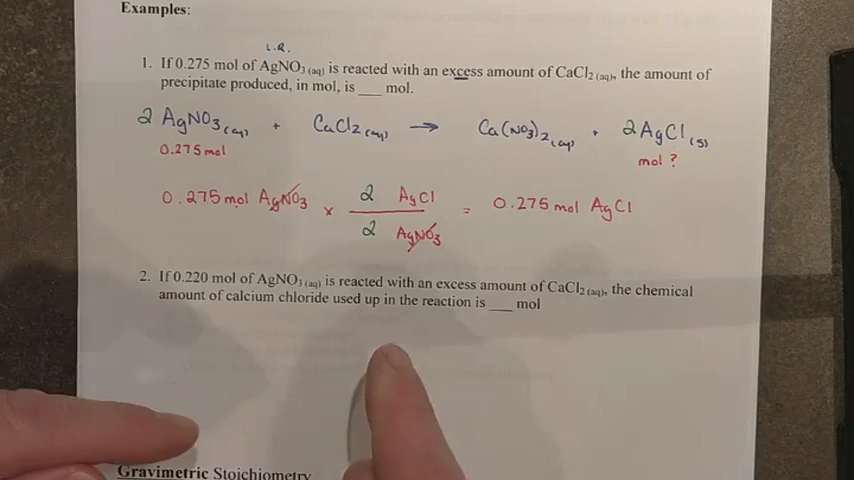 Examples:
L.R.
1. If 0.275 mol of AgNO3 (aq) is reacted with an excess amount of CaCl2 (aq), the amount of
precipitate produced, in mol, is ___ mol.
2 AgNO3(aq) + CaCl2(aq) → Ca(NO3)2(aq) + 2AgCl(s)
0.275 mol mol ?
0.275 mol AgNO3 × 2 AgCl / 2 AgNO3 = 0.275 mol AgCl
2. If 0.220 mol of AgNO3 (aq) is reacted with an excess amount of CaCl2 (aq), the chemical
amount of calcium chloride used up in the reaction is ___ mol
Gravimetric Stoichiometry